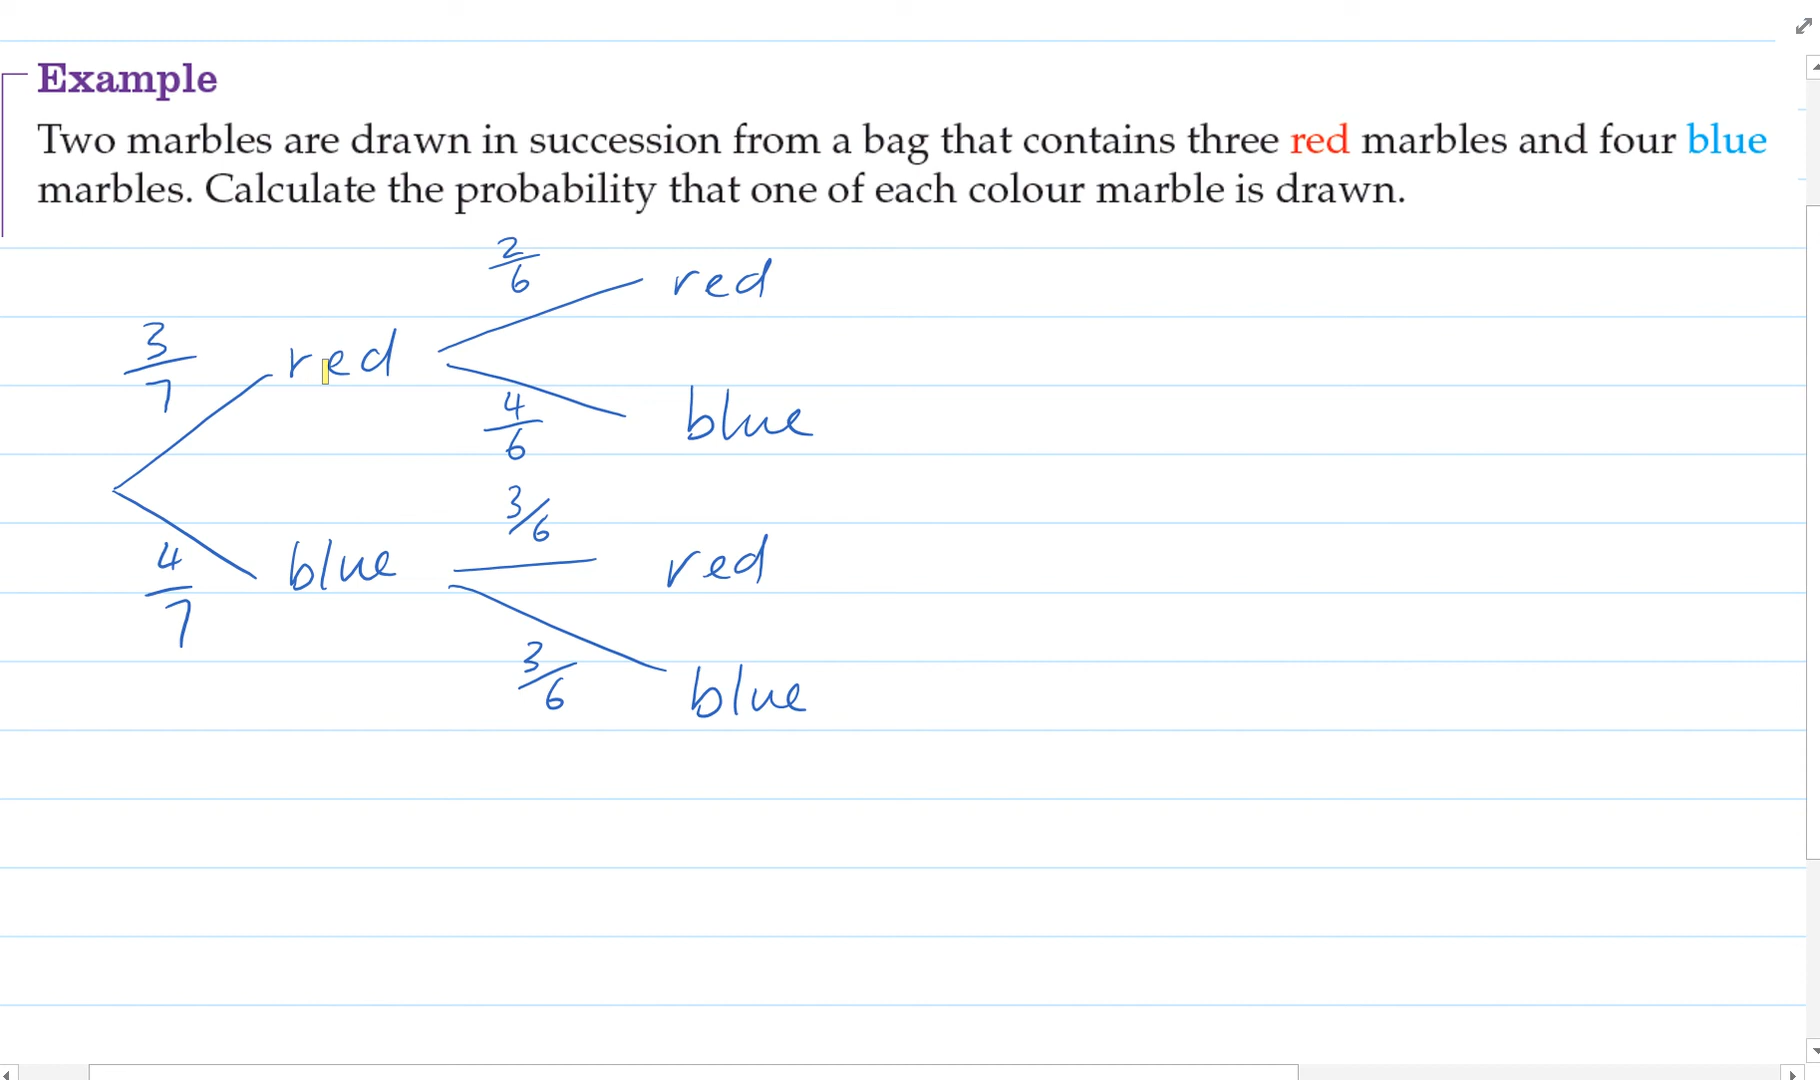 Example
Two marbles are drawn in succession from a bag that contains three red marbles and four blue
marbles. Calculate the probability that one of each colour marble is drawn.
2/6 red
3/7 red
4/6 blue
3/6
4/7 blue red
3/6 blue